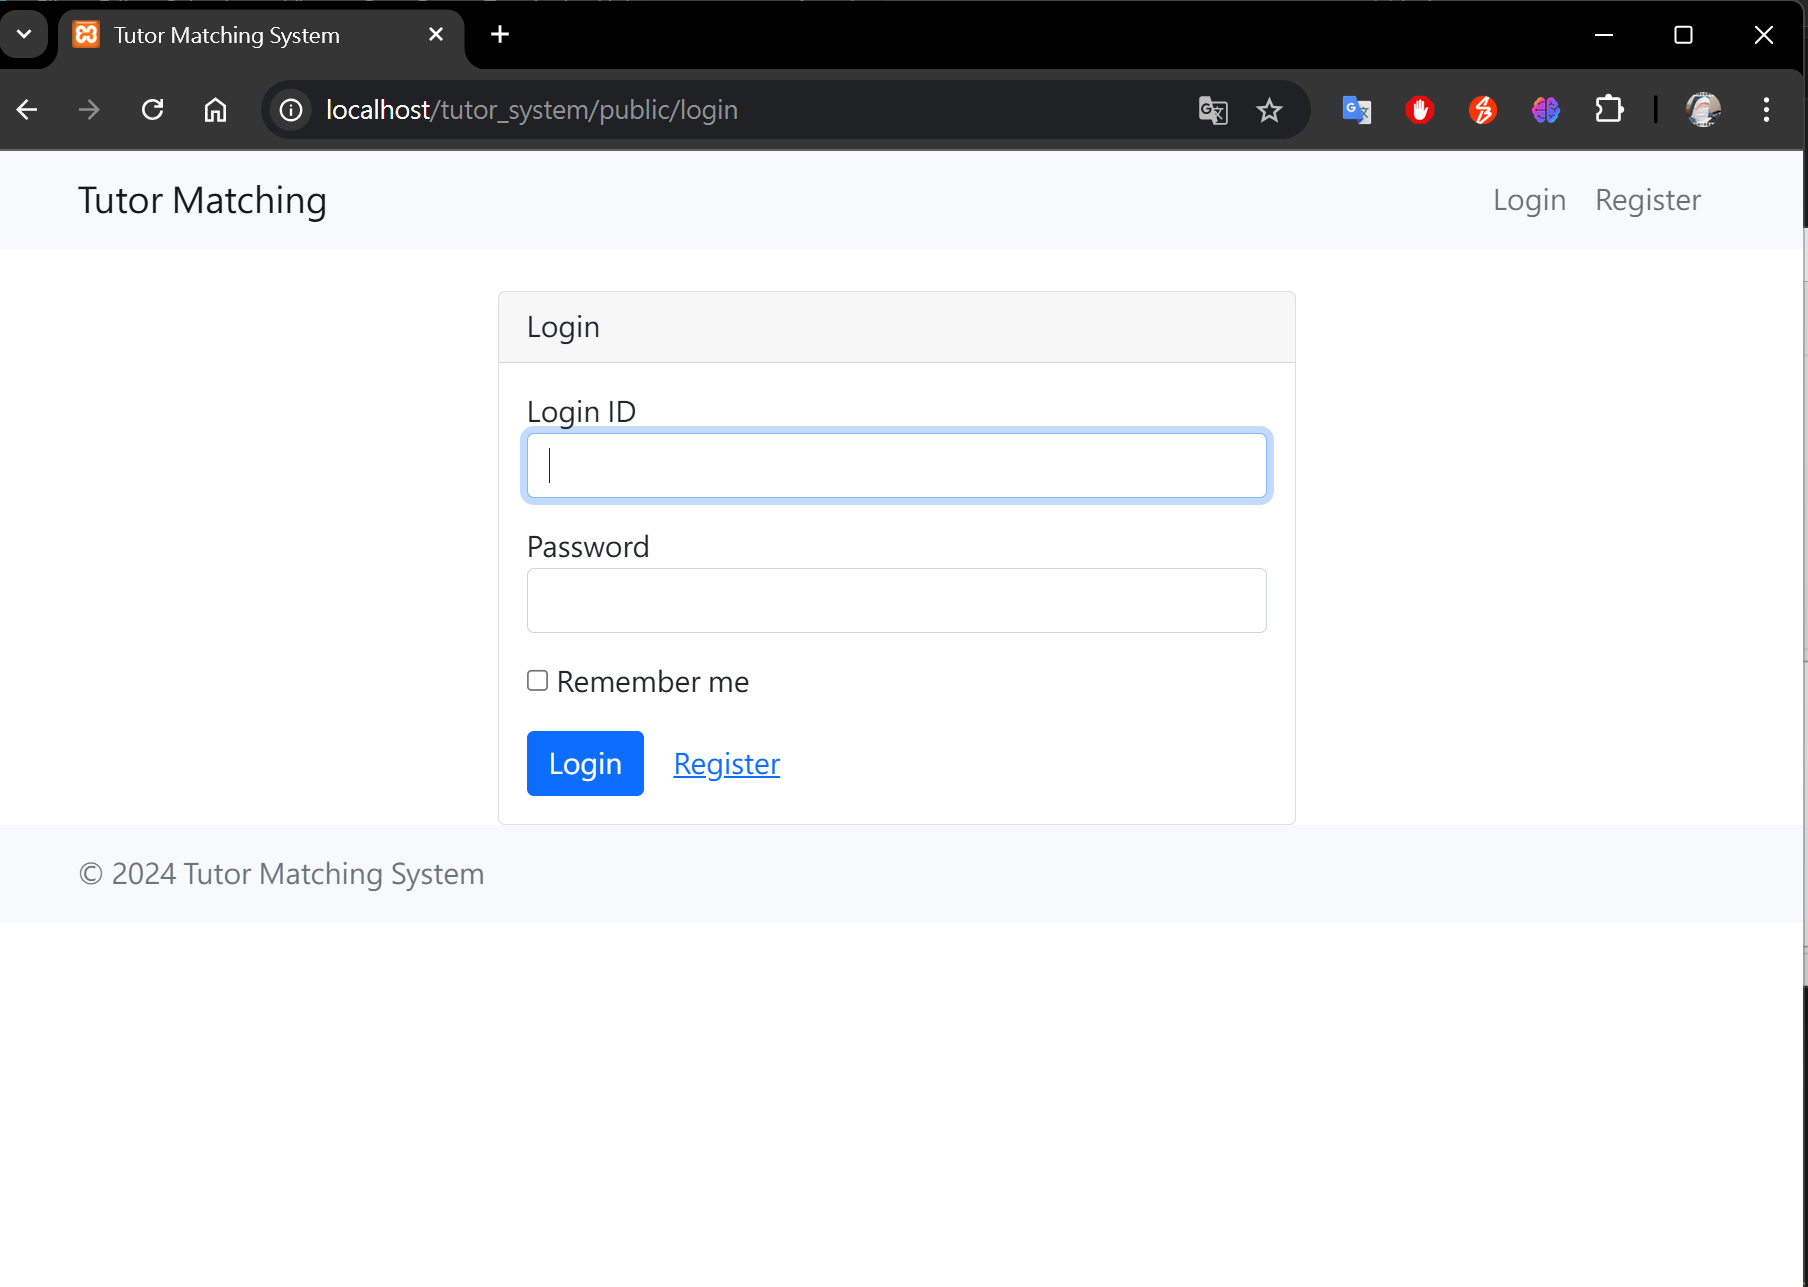 Tutor Matching System
localhost/tutor_system/public/login
Tutor Matching
Login Register
Login
Login ID
Password
Remember me
Login Register
© 2024 Tutor Matching System